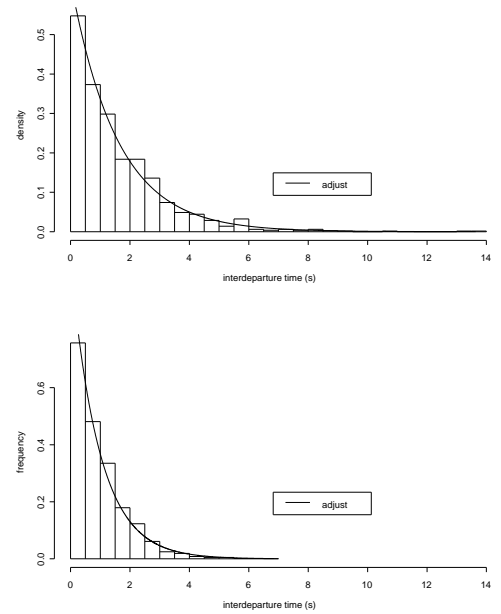 0.5
0.4
0.3
0.2
0.1
0.0
density
adjust
0 2 4 6 8 10 12 14
interdeparture time (s)
0.6
0.4
0.2
0.0
frequency
adjust
0 2 4 6 8 10 12 14
interdeparture time (s)